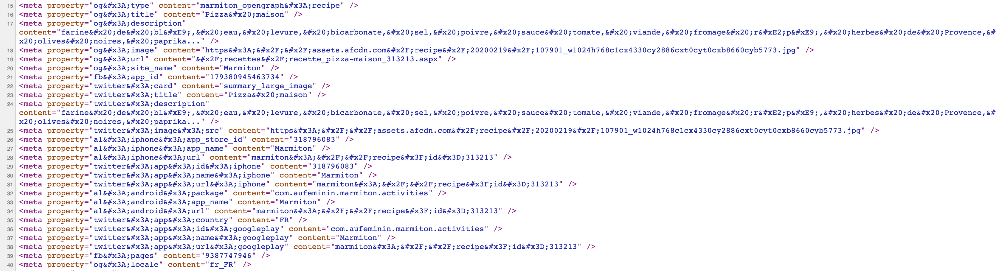 15 <meta property="og&#x3A;type" content="marmiton_opengraph&#x3A;recipe" />
16 <meta property="og&#x3A;title" content="Pizza&#x20;maison" />
17 <meta property="og&#x3A;description"
content="farine&#x20;de&#x20;bl&#xE9;,&#x20;eau,&#x20;levure,&#x20;bicarbonate,&#x20;sel,&#x20;poivre,&#x20;sauce&#x20;tomate,&#x20;viande,&#x20;fromage&#x20;r&#xE2;p&#xE9;,&#x20;herbes&#x20;de&#x20;Provence,&#
x20;olives&#x20;noires,&#x20;paprika..." />
18 <meta property="og&#x3A;image" content="https&#x3A;&#x2F;&#x2F;assets.afcdn.com&#x2F;recipe&#x2F;20200219&#x2F;107901_w1024h768c1cx4330cy2886cxt0cyt0cxb8660cyb5773.jpg" />
19 <meta property="og&#x3A;url" content="&#x2F;recettes&#x2F;recette_pizza-maison_313213.aspx" />
20 <meta property="og&#x3A;site_name" content="Marmiton" />
21 <meta property="fb&#x3A;app_id" content="179380945463734" />
22 <meta property="twitter&#x3A;card" content="summary_large_image" />
23 <meta property="twitter&#x3A;title" content="Pizza&#x20;maison" />
24 <meta property="twitter&#x3A;description"
content="farine&#x20;de&#x20;bl&#xE9;,&#x20;eau,&#x20;levure,&#x20;bicarbonate,&#x20;sel,&#x20;poivre,&#x20;sauce&#x20;tomate,&#x20;viande,&#x20;fromage&#x20;r&#xE2;p&#xE9;,&#x20;herbes&#x20;de&#x20;Provence,&#
x20;olives&#x20;noires,&#x20;paprika..." />
25 <meta property="twitter&#x3A;image&#x3A;src" content="https&#x3A;&#x2F;&#x2F;assets.afcdn.com&#x2F;recipe&#x2F;20200219&#x2F;107901_w1024h768c1cx4330cy2886cxt0cyt0cxb8660cyb5773.jpg" />
26 <meta property="al&#x3A;iphone&#x3A;app_store_id" content="318796083" />
27 <meta property="al&#x3A;iphone&#x3A;app_name" content="Marmiton" />
28 <meta property="al&#x3A;iphone&#x3A;url" content="marmiton&#x3A;&#x2F;&#x2F;recipe&#x3F;id&#x3D;313213" />
29 <meta property="twitter&#x3A;app&#x3A;id&#x3A;iphone" content="318796083" />
30 <meta property="twitter&#x3A;app&#x3A;name&#x3A;iphone" content="Marmiton" />
31 <meta property="twitter&#x3A;app&#x3A;url&#x3A;iphone" content="marmiton&#x3A;&#x2F;&#x2F;recipe&#x3F;id&#x3D;313213" />
32 <meta property="al&#x3A;android&#x3A;package" content="com.aufeminin.marmiton.activities" />
33 <meta property="al&#x3A;android&#x3A;app_name" content="Marmiton" />
34 <meta property="al&#x3A;android&#x3A;url" content="marmiton&#x3A;&#x2F;&#x2F;recipe&#x3F;id&#x3D;313213" />
35 <meta property="twitter&#x3A;app&#x3A;country" content="FR" />
36 <meta property="twitter&#x3A;app&#x3A;id&#x3A;googleplay" content="com.aufeminin.marmiton.activities" />
37 <meta property="twitter&#x3A;app&#x3A;name&#x3A;googleplay" content="Marmiton" />
38 <meta property="twitter&#x3A;app&#x3A;url&#x3A;googleplay" content="marmiton&#x3A;&#x2F;&#x2F;recipe&#x3F;id&#x3D;313213" />
39 <meta property="fb&#x3A;pages" content="9387747946" />
40 <meta property="og&#x3A;locale" content="fr_FR" />